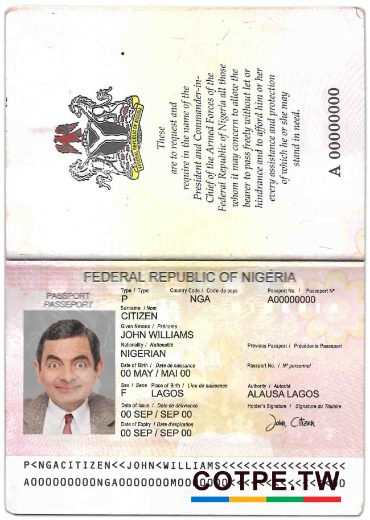 These
are to request and
require in the name of the
President and Commander-in-
Chief of the Armed Forces of the
Federal Republic of Nigeria all those
whom it may concern to allow the
bearer to pass freely without let or
hindrance and to afford him or her
every assistance and protection
of which he or she may
stand in need.
A 00000000
FEDERAL REPUBLIC OF NIGERIA
PASSPORT
PASSEPORT
Type / Type
Country Code / Code du pays
Passport No. / Passeport N°
P
NGA
A00000000
Surname / Nom
CITIZEN
Given Names / Prénoms
JOHN WILLIAMS
Nationality / Nationalité
Previous Passport / Précédente Passeport
NIGERIAN
Date of Birth / Date de naissance
Passport No. / N° personnel
00 MAY / MAI 00
Sex / Sexe
Place of Birth / Lieu de naissance
Authority / Autorité
F
LAGOS
ALAUSA LAGOS
Date of Issue / Date de délivrance
Holder's Signature / Signature du Titulaire
00 SEP / SEP 00
John Citizen
Date of Expiry / Date d'expiration
00 SEP / SEP 00
CCTPE.TW